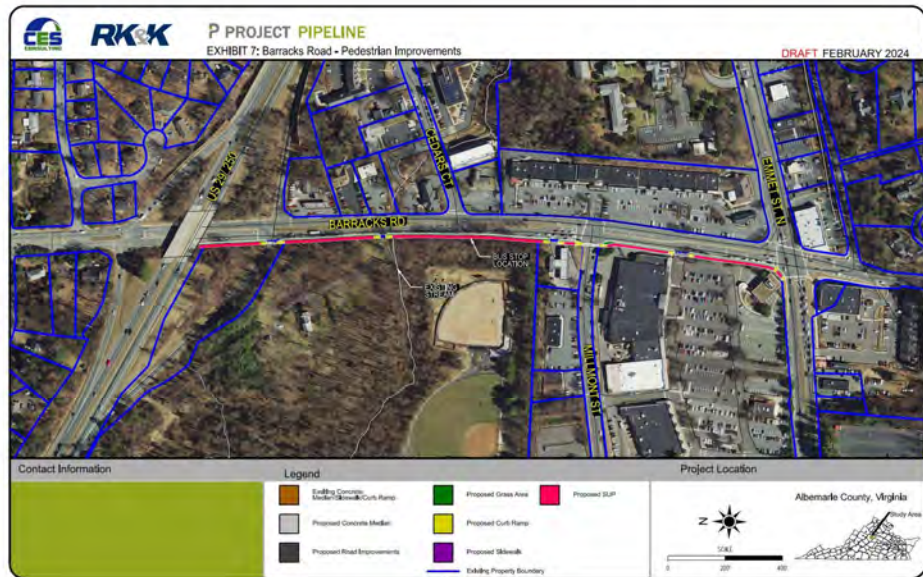 CES
CONSULTING
RK&K
P PROJECT PIPELINE
EXHIBIT 7: Barracks Road - Pedestrian Improvements
DRAFT FEBRUARY 2024
US 29/ 250
CEDARS CT
EMMET ST N
BARRACKS RD
BUS STOP
LOCATION
EXISTING
STREAM
MILLMONT ST
Contact Information
Legend
Existing Concrete
Median/Sidewalk/Curb-Ramp
Proposed Concrete Median
Proposed Road Improvements
Proposed Grass Area
Proposed Curb Ramp
Proposed Sidewalk
Existing Property Boundary
Proposed SUP
Project Location
N
SCALE
0 200 400
Albemarle County, Virginia
Study Area